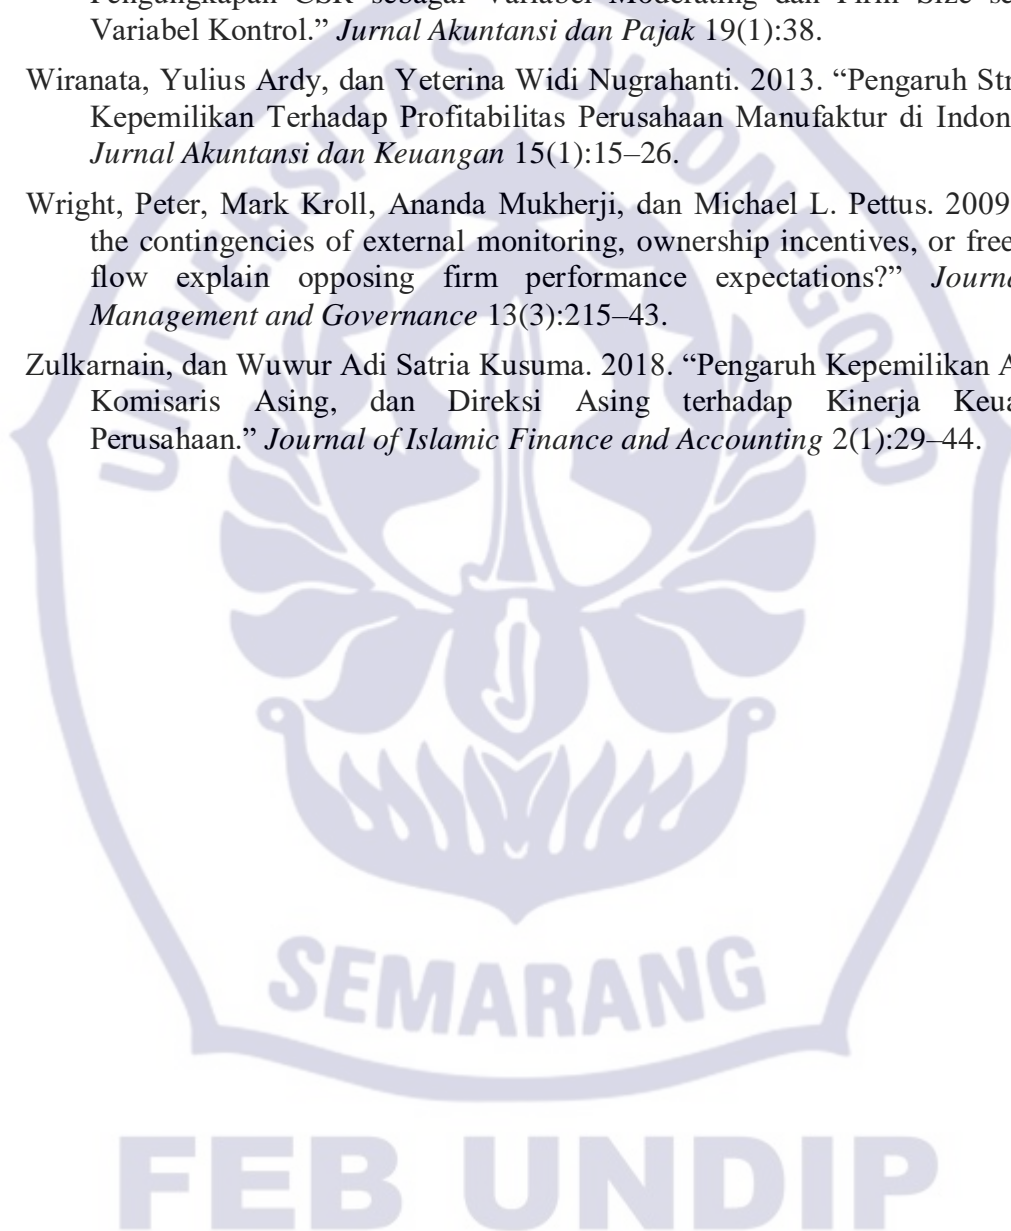 Pengungkapan CSR sebagai Variabel Moderating dan Firm Size se
Variabel Kontrol.” Jurnal Akuntansi dan Pajak 19(1):38.
Wiranata, Yulius Ardy, dan Yeterina Widi Nugrahanti. 2013. “Pengaruh Str
Kepemilikan Terhadap Profitabilitas Perusahaan Manufaktur di Indon
Jurnal Akuntansi dan Keuangan 15(1):15–26.
Wright, Peter, Mark Kroll, Ananda Mukherji, dan Michael L. Pettus. 2009
the contingencies of external monitoring, ownership incentives, or free
flow explain opposing firm performance expectations?” Journa
Management and Governance 13(3):215–43.
Zulkarnain, dan Wuwur Adi Satria Kusuma. 2018. “Pengaruh Kepemilikan A
Komisaris Asing, dan Direksi Asing terhadap Kinerja Keua
Perusahaan.” Journal of Islamic Finance and Accounting 2(1):29–44.
UNIVERSITAS DIPONEGORO
SEMARANG
FEB UNDIP